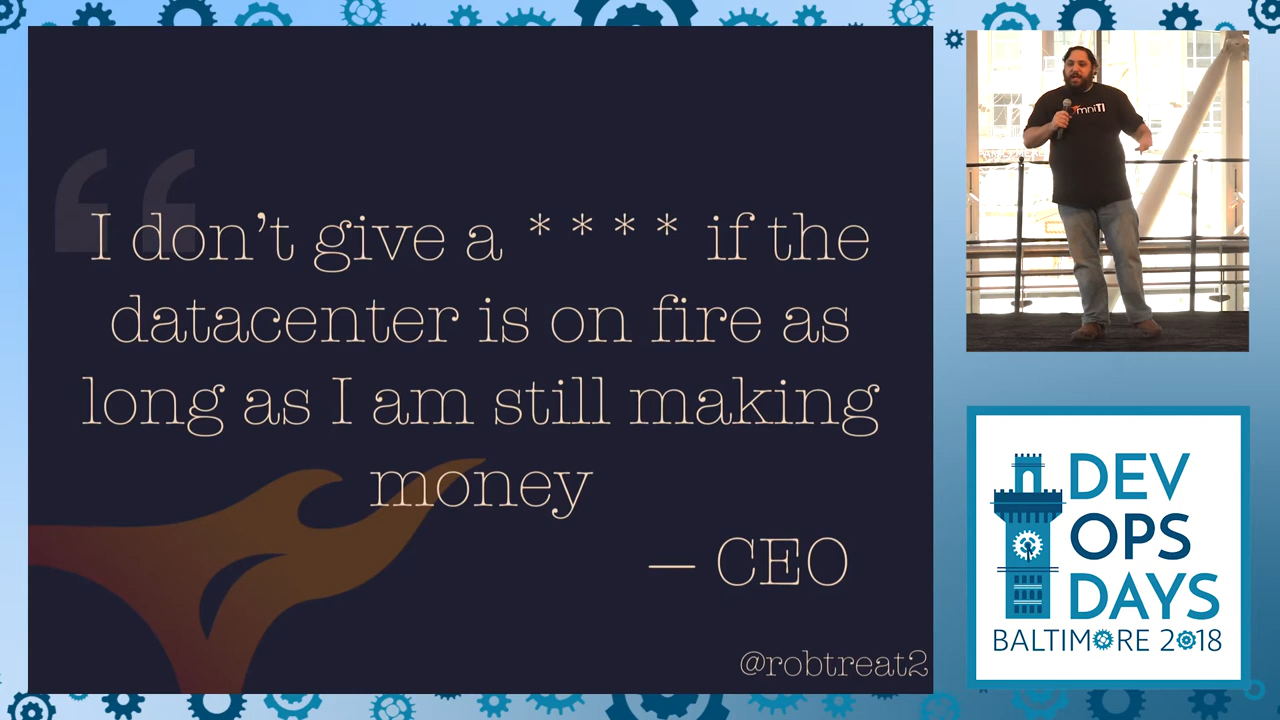 I don’t give a **** if the
datacenter is on fire as
long as I am still making
money
– CEO
@robtreat2
mniTI
DEV
OPS
DAYS
BALTIMORE 2018